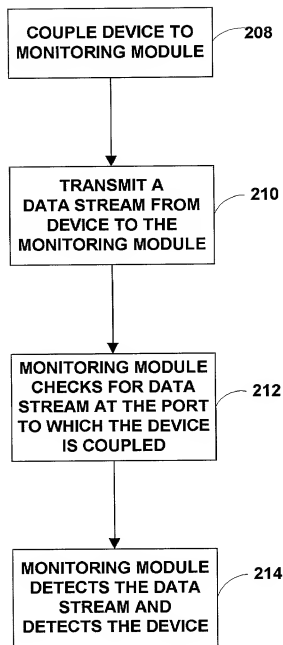 COUPLE DEVICE TO
MONITORING MODULE
208
TRANSMIT A
DATA STREAM FROM
DEVICE TO THE
MONITORING MODULE
210
MONITORING MODULE
CHECKS FOR DATA
STREAM AT THE PORT
TO WHICH THE DEVICE
IS COUPLED
212
MONITORING MODULE
DETECTS THE DATA
STREAM AND
DETECTS THE DEVICE
214